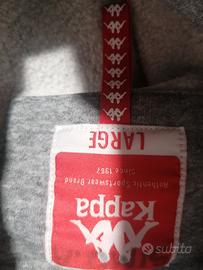 LARGE
Authentic Sportswear Brand
Since 1967
Kappa
subito